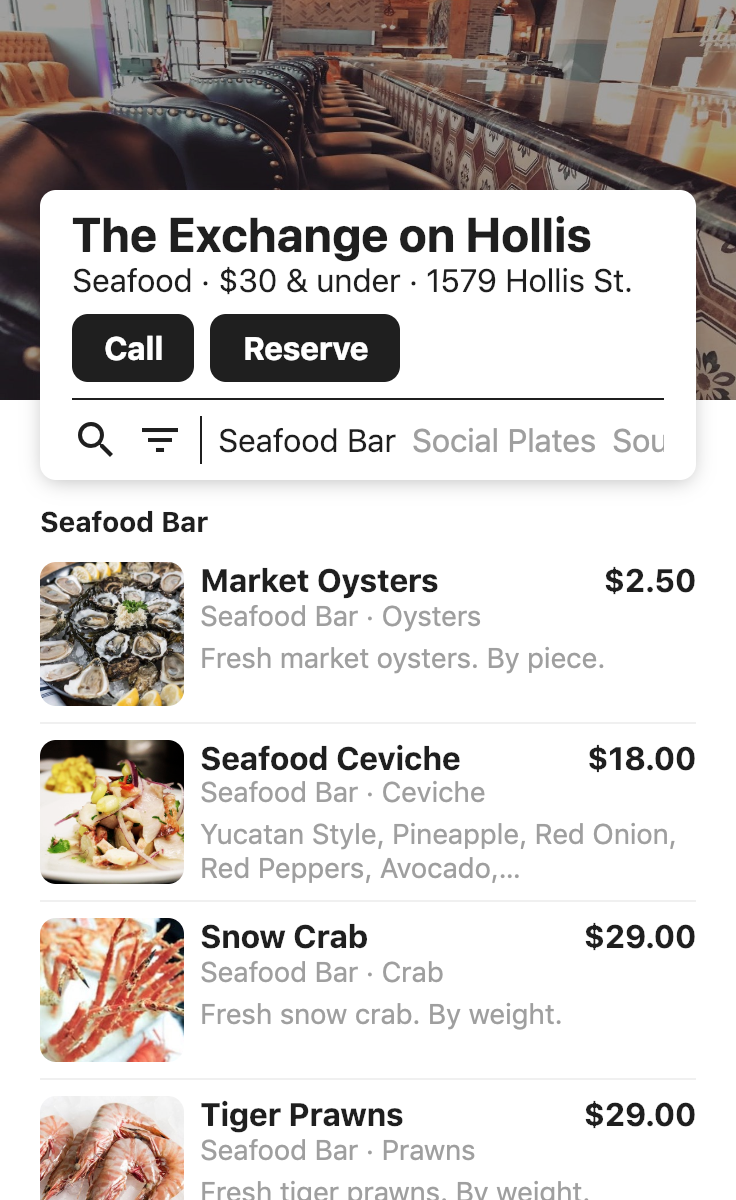 The Exchange on Hollis
Seafood · $30 & under · 1579 Hollis St.
Call
Reserve
Seafood Bar Social Plates Sou
Seafood Bar
Market Oysters $2.50
Seafood Bar · Oysters
Fresh market oysters. By piece.
Seafood Ceviche $18.00
Seafood Bar · Ceviche
Yucatan Style, Pineapple, Red Onion,
Red Peppers, Avocado,...
Snow Crab $29.00
Seafood Bar · Crab
Fresh snow crab. By weight.
Tiger Prawns $29.00
Seafood Bar · Prawns
Fresh tiger prawns. By weight.